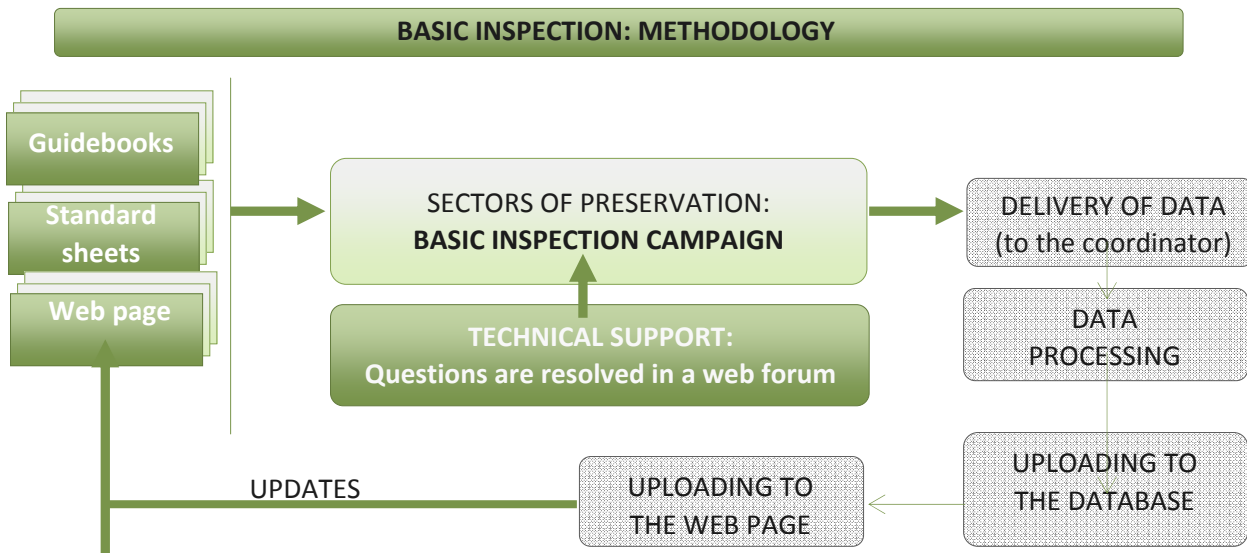 BASIC INSPECTION: METHODOLOGY
Guidebooks
Standard
sheets
Web page
SECTORS OF PRESERVATION:
BASIC INSPECTION CAMPAIGN
TECHNICAL SUPPORT:
Questions are resolved in a web forum
DELIVERY OF DATA
(to the coordinator)
DATA
PROCESSING
UPLOADING TO
THE DATABASE
UPLOADING TO
THE WEB PAGE
UPDATES